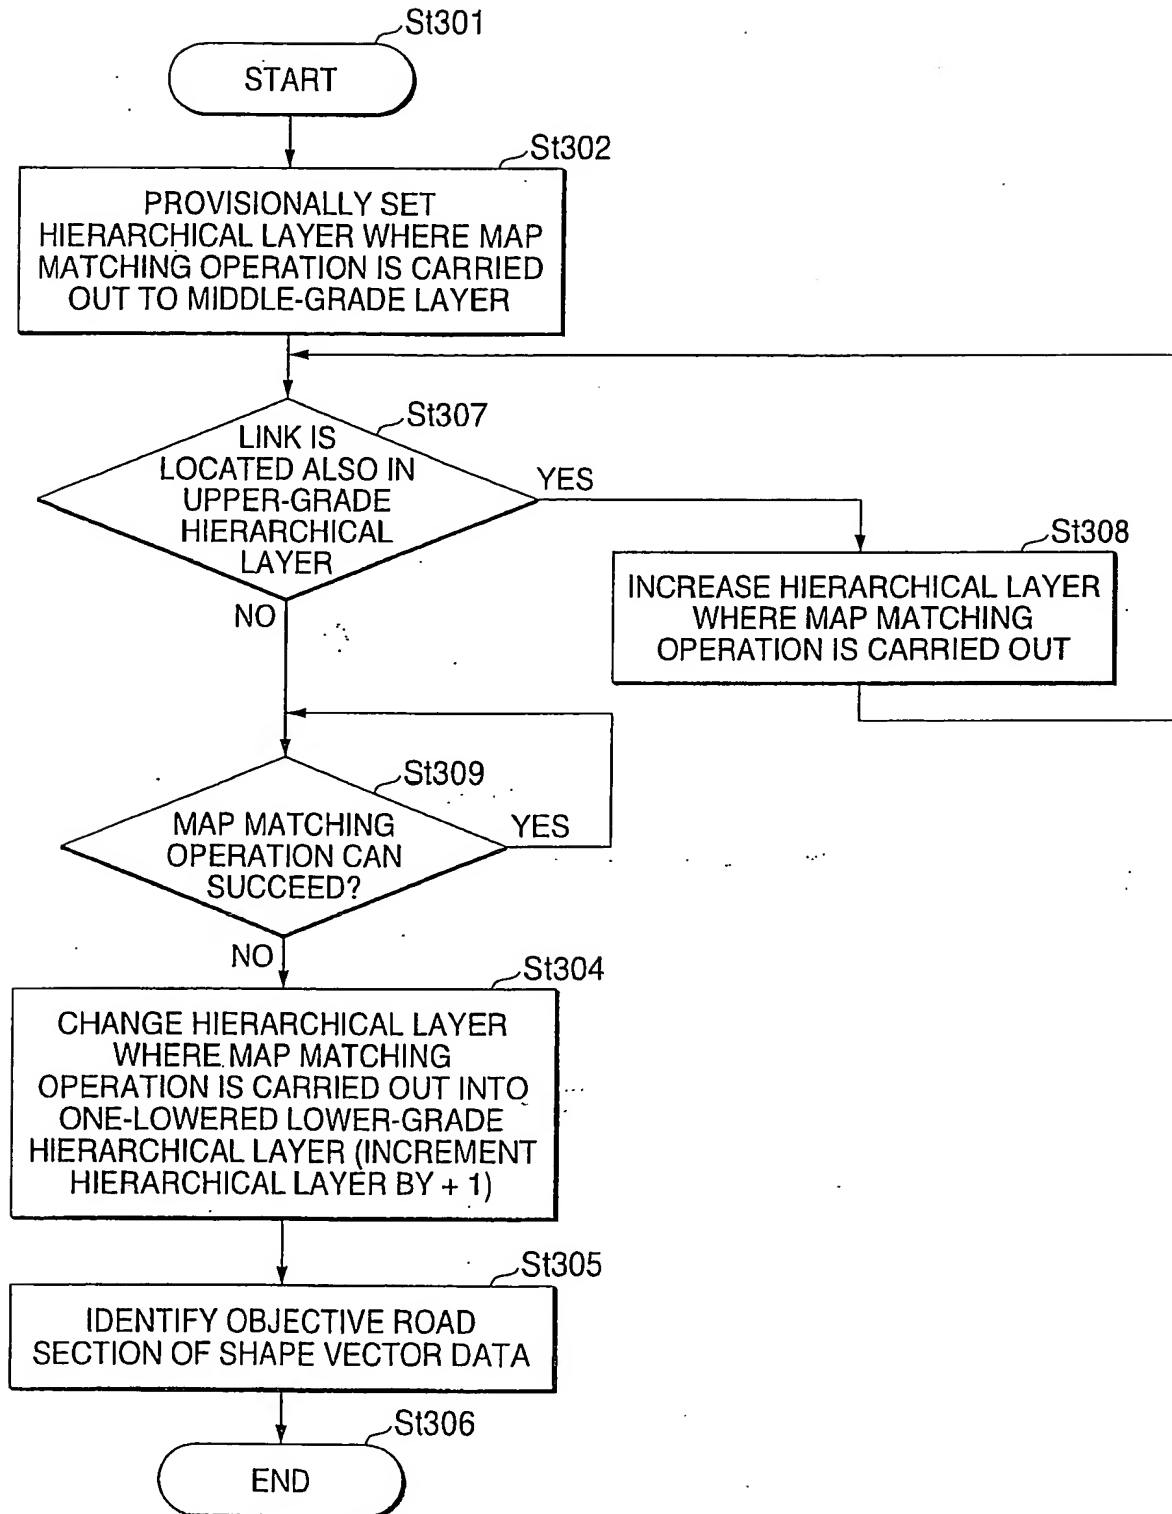 St301
START
St302
PROVISIONALLY SET
HIERARCHICAL LAYER WHERE MAP
MATCHING OPERATION IS CARRIED
OUT TO MIDDLE-GRADE LAYER
St307
LINK IS
LOCATED ALSO IN
UPPER-GRADE
HIERARCHICAL
LAYER
YES
NO
St308
INCREASE HIERARCHICAL LAYER
WHERE MAP MATCHING
OPERATION IS CARRIED OUT
St309
MAP MATCHING
OPERATION CAN
SUCCEED?
YES
NO
St304
CHANGE HIERARCHICAL LAYER
WHERE MAP MATCHING
OPERATION IS CARRIED OUT INTO
ONE-LOWERED LOWER-GRADE
HIERARCHICAL LAYER (INCREMENT
HIERARCHICAL LAYER BY + 1)
St305
IDENTIFY OBJECTIVE ROAD
SECTION OF SHAPE VECTOR DATA
St306
END